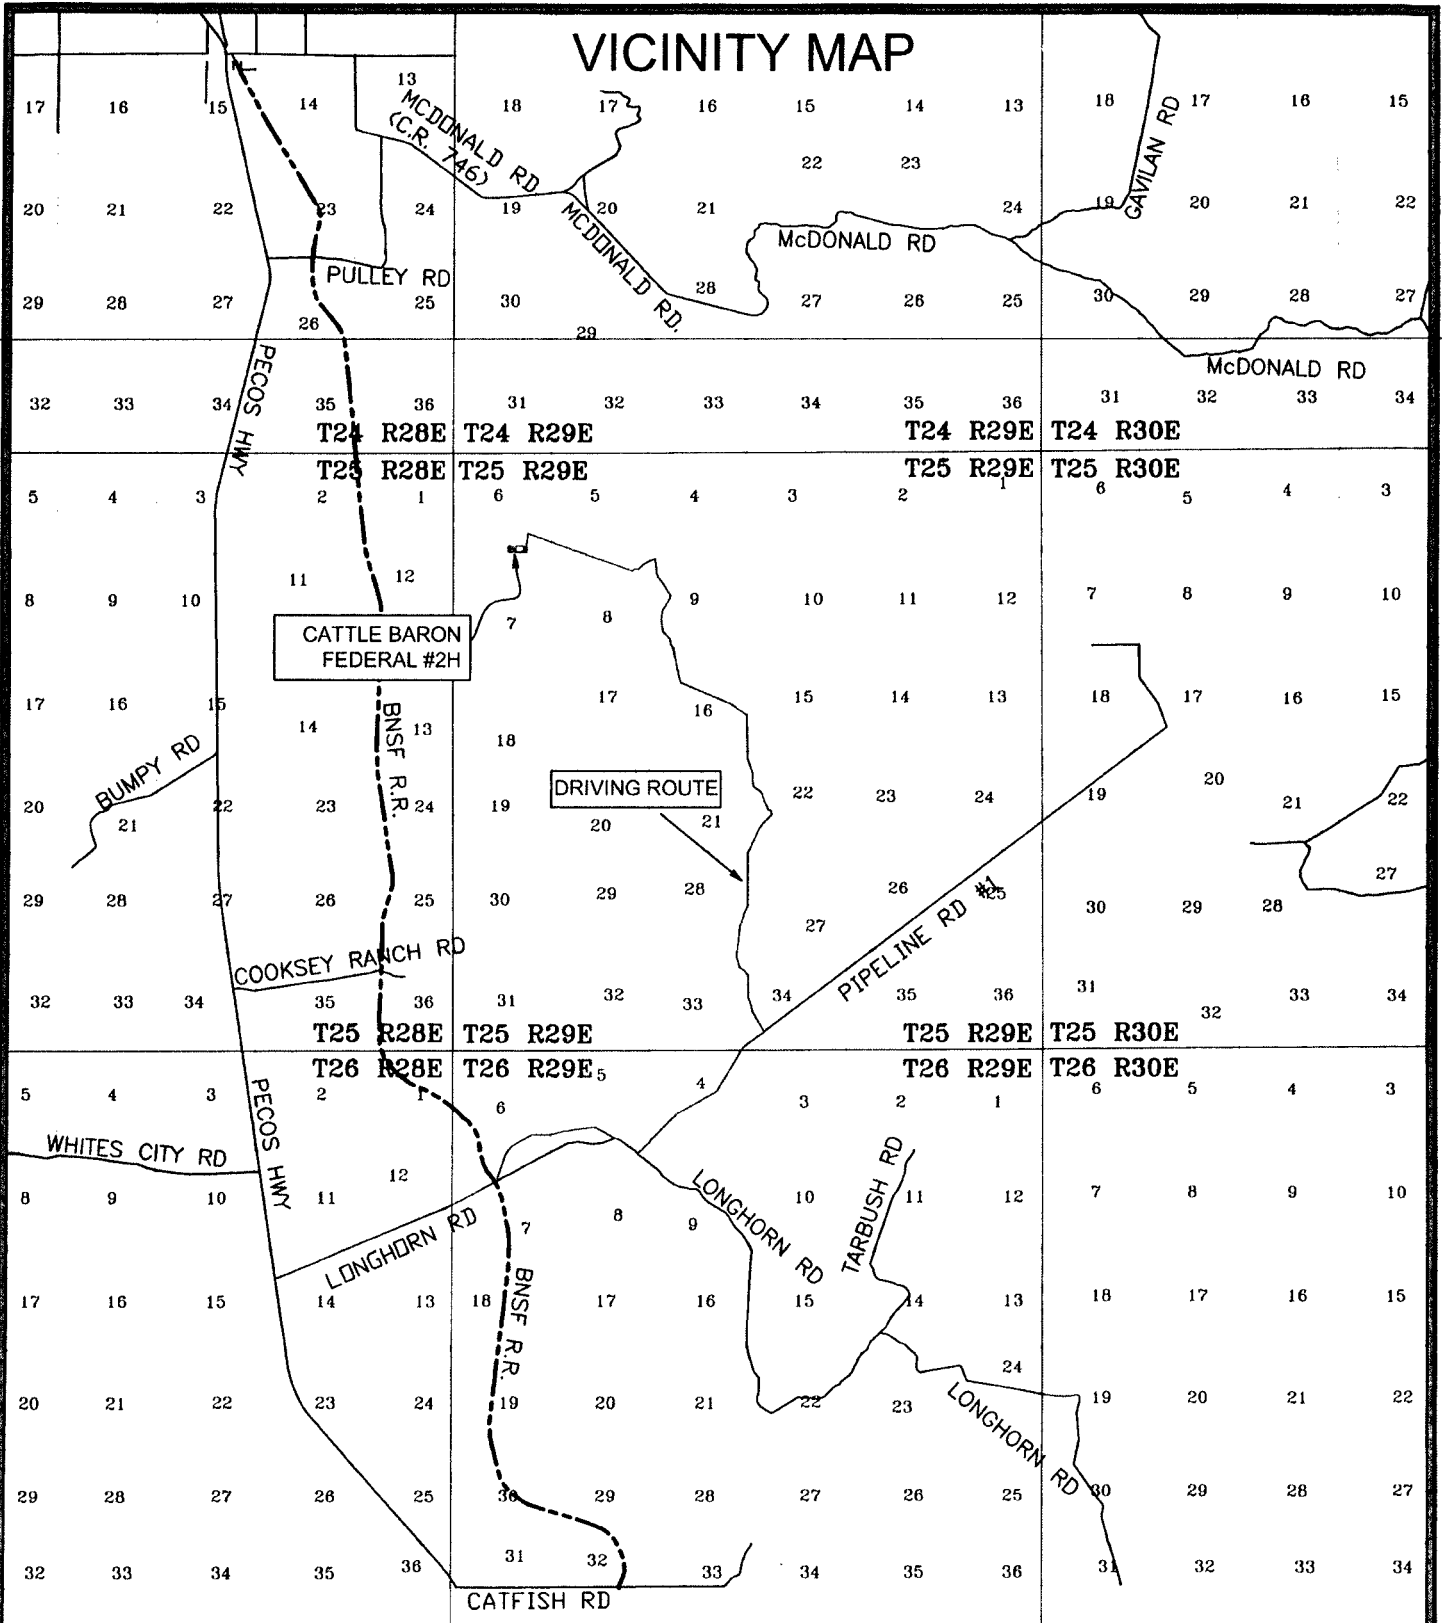 VICINITY MAP
13
17 16 15 14 18 17 16 15 14 13 18 17 16 15
MCDONALD RD
(C.R. 746)
GAVILAN RD
22 23
20 21 22 23 24 19 20 21 24 19 20 21 22
MCDONALD RD.
McDONALD RD
PULLEY RD
28
29 28 27 25 30 27 26 25 30 29 28 27
26 29
McDONALD RD
PECOS HWY
32 33 34 35 36 31 32 33 34 35 36 31 32 33 34
T24 R28E T24 R29E T24 R29E T24 R30E
T25 R28E T25 R29E T25 R29E T25 R30E
5 4 3 2 1 6 5 4 3 2 1 6 5 4 3
11 12
8 9 10 7 8 9 10 11 12 7 8 9 10
CATTLE BARON
FEDERAL #2H
17 16 15 17 16 15 14 13 18 17 16 15
14 13 18
BNSF R.R.
BUMPY RD
DRIVING ROUTE
20 21 22 23 24 19 20 21 22 23 24 19 20 21 22
27
29 28 27 26 25 30 29 28 27 26 25 30 29 28
PIPELINE RD #1
COOKSEY RANCH RD
32 33 34 35 36 31 32 33 34 35 36 31 32 33 34
T25 R28E T25 R29E T25 R29E T25 R30E
T26 R28E T26 R29E T26 R29E T26 R30E
5 4 3 2 1 6 5 4 3 2 1 6 5 4 3
PECOS HWY
WHITES CITY RD
TARBUSH RD
8 9 10 11 12 7 8 9 10 11 12 7 8 9 10
LONGHORN RD
LONGHORN RD
BNSF R.R.
17 16 15 14 13 18 17 16 15 14 13 18 17 16 15
24
20 21 22 23 24 19 20 21 22 23 19 20 21 22
LONGHORN RD
29 28 27 26 25 30 29 28 27 26 25 30 29 28 27
32 33 34 35 36 31 32 33 34 35 36 31 32 33 34
CATFISH RD